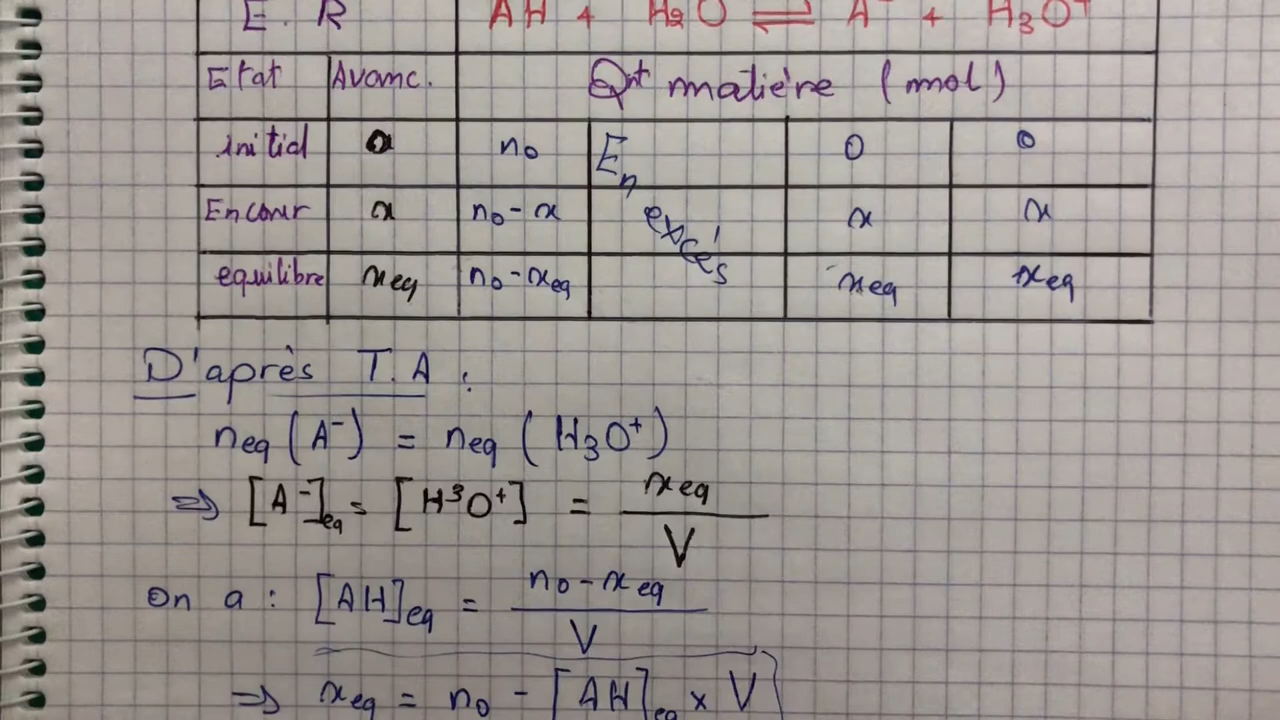 E. R AH + H2O ⇌ A⁻ + H3O⁺
Etat Avanc. Qnt matière (mol)
initial 0 n0 En excés 0 0
En cour x n0 - x x x
equilibre xeq n0 - xeq xeq xeq
D'après T.A :
neq (A⁻) = neq (H3O⁺)
⇒ [A⁻]eq = [H³O⁺] = xeq / V
on a : [AH]eq = n0 - xeq / V
⇒ xeq = n0 - [AH]eq × V